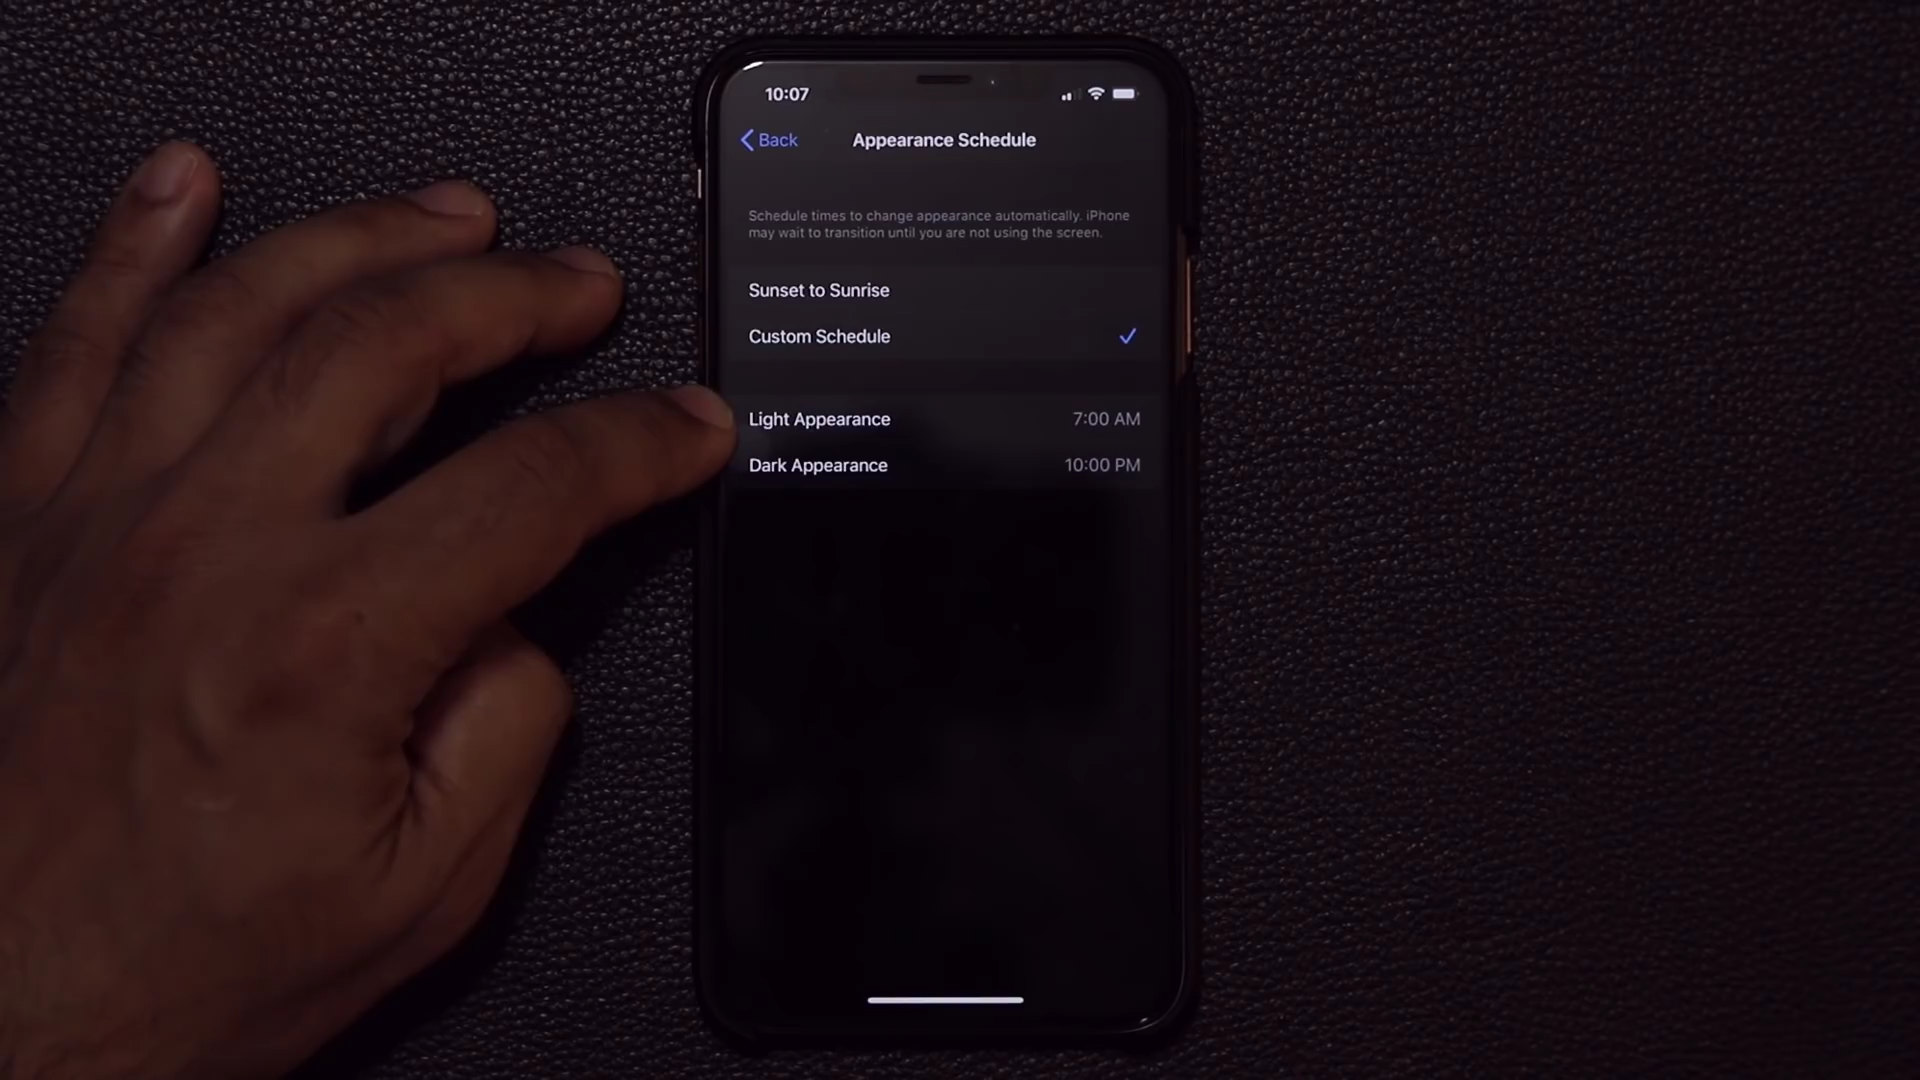 10:07
Back
Appearance Schedule
Schedule times to change appearance automatically. iPhone
may wait to transition until you are not using the screen.
Sunset to Sunrise
Custom Schedule
Light Appearance 7:00 AM
Dark Appearance 10:00 PM